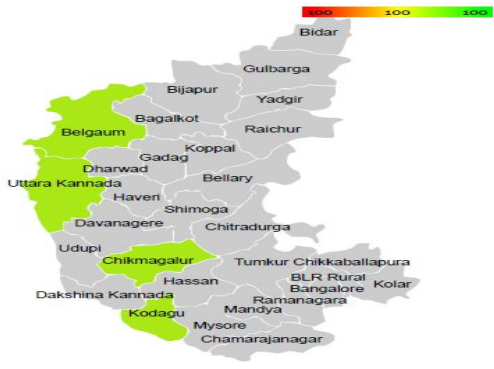 100 100 100
Bidar
Gulbarga
Bijapur
Yadgir
Bagalkot
Raichur
Belgaum
Koppal
Gadag
Dharwad
Bellary
Uttara Kannada
Haveri
Shimoga
Davanagere
Chitradurga
Udupi
Chikmagalur
Tumkur Chikkaballapura
BLR Rural
Hassan
Kolar
Bangalore
Dakshina Kannada
Ramanagara
Mandya
Kodagu
Mysore
Chamarajanagar